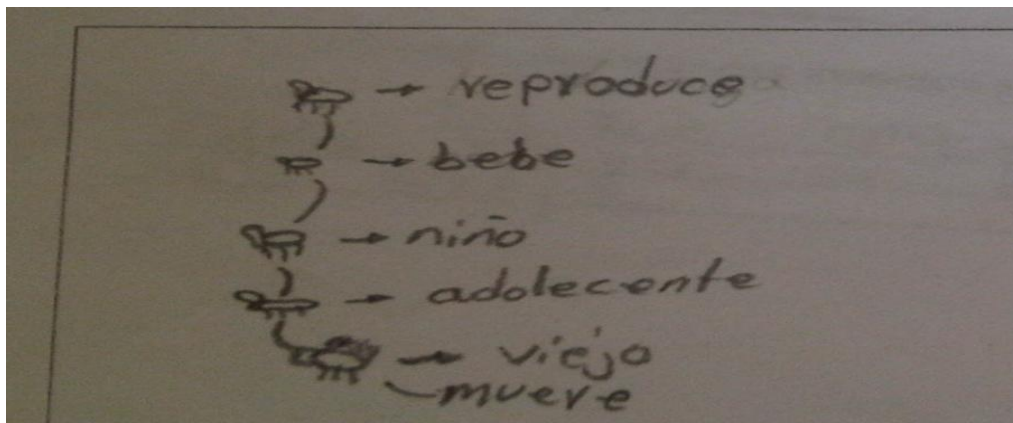 → reproduce
→ bebe
→ niño
→ adolecente
→ viejo
muere